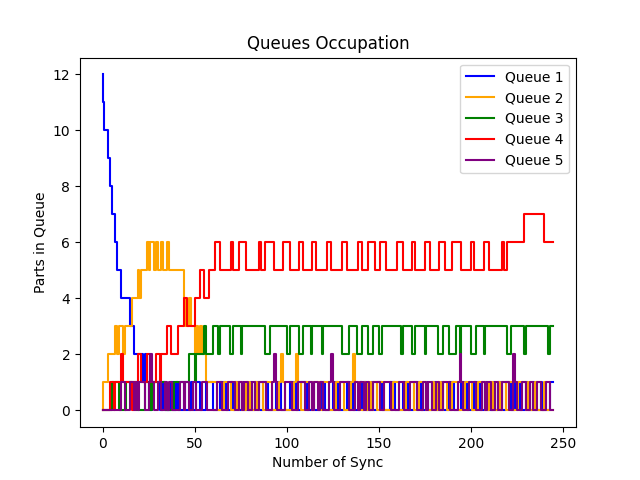 Queues Occupation
Queue 1
Queue 2
Queue 3
Queue 4
Queue 5
12
10
8
6
4
2
0
Parts in Queue
0 50 100 150 200 250
Number of Sync